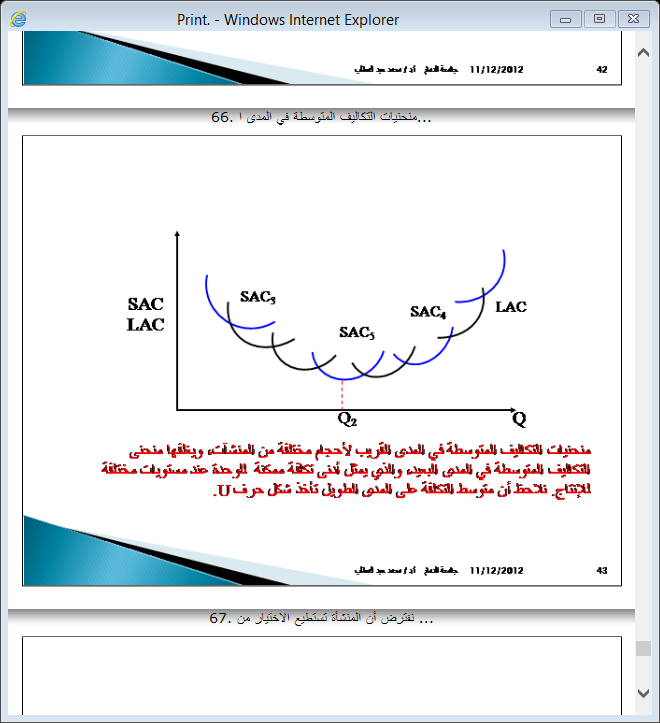 Print. - Windows Internet Explorer
جامعة الدمام 11/12/2012 42
66. منحنيات التكاليف المتوسطة في المدى ا...
SAC
LAC
SAC3
SAC5
SAC4
LAC
Q2
Q
منحنيات التكاليف المتوسطة في المدى القريب لأحجام مختلفة من المنشآت، ويغلفها منحنى
التكاليف المتوسطة في المدى البعيد، والذي يمثل أدنى تكلفة ممكنة للوحدة عند مستويات مختلفة
للإنتاج. نلاحظ أن متوسط التكلفة على المدى الطويل تأخذ شكل حرف U.
جامعة الدمام 11/12/2012 43
67. نفترض أن المنشأة تستطيع الاختيار من ...